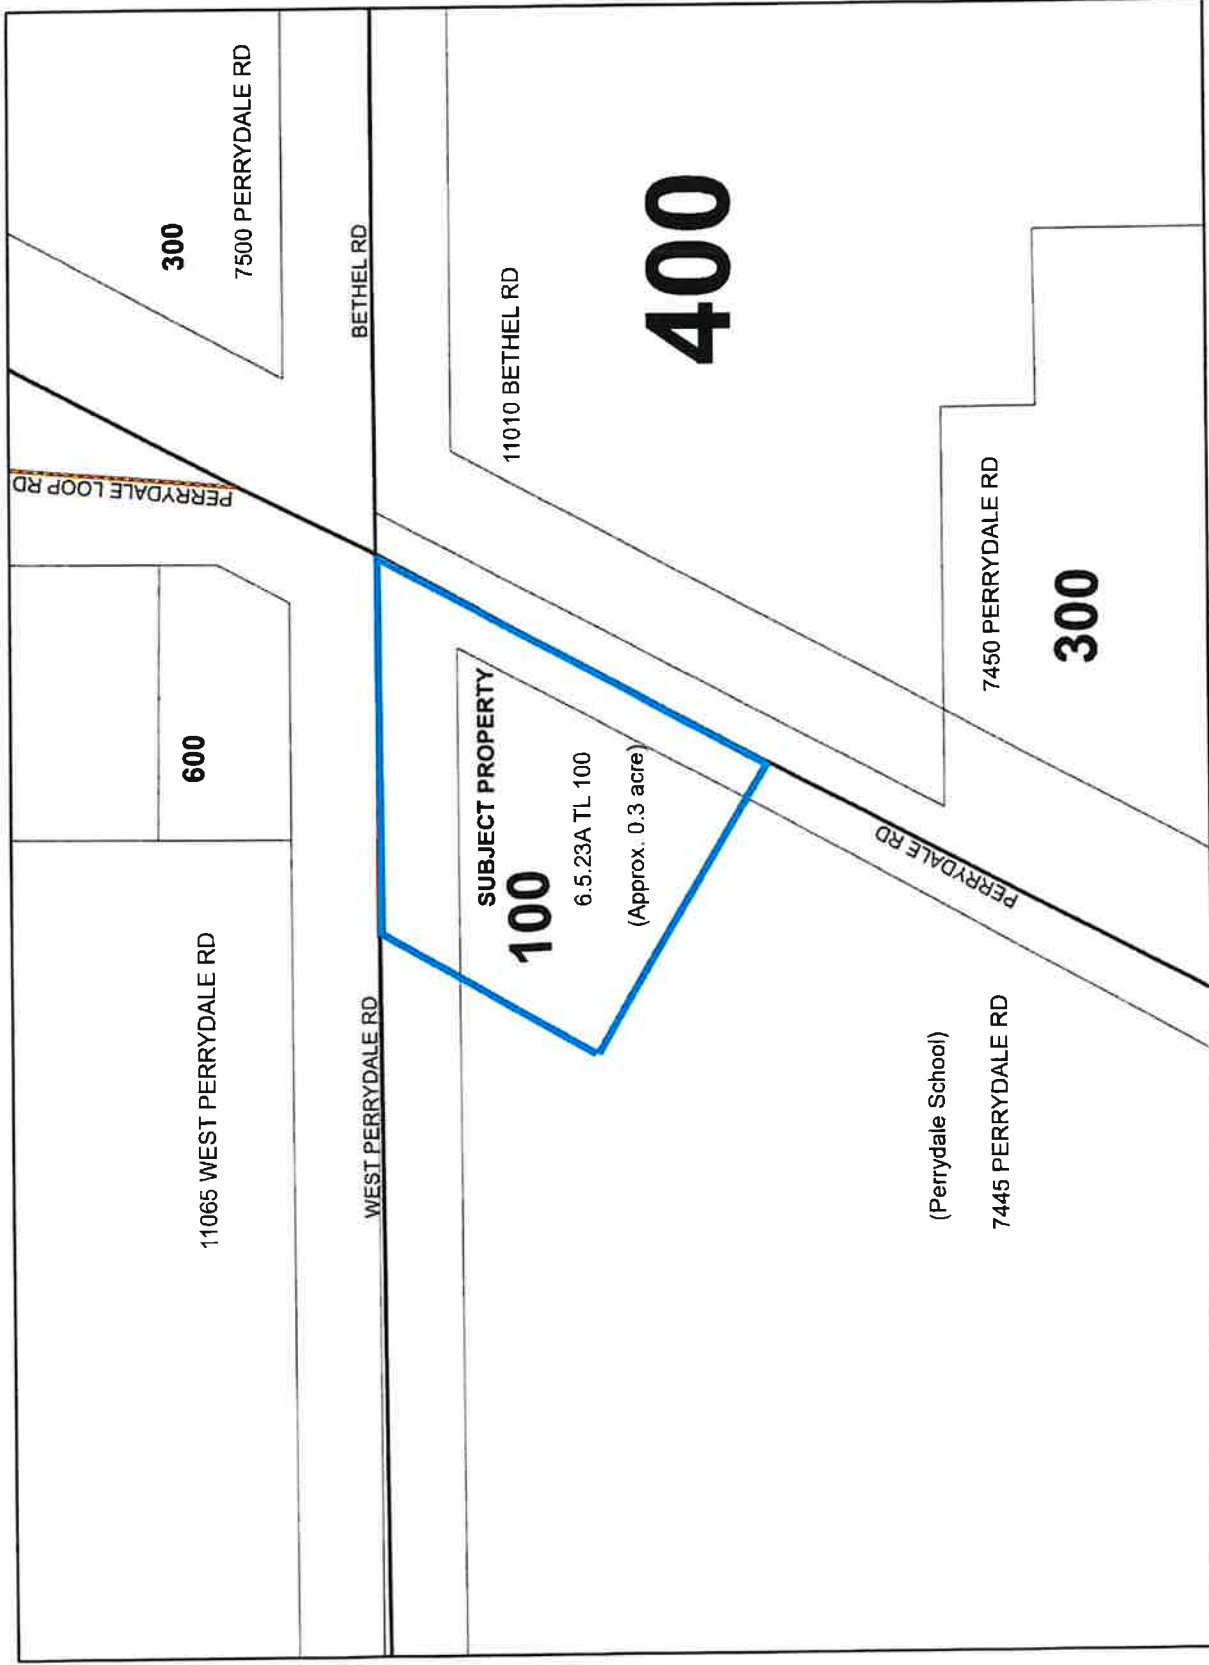 PERRYDALE LOOP RD
300
7500 PERRYDALE RD
600
11065 WEST PERRYDALE RD
WEST PERRYDALE RD
BETHEL RD
SUBJECT PROPERTY
100
6.5.23A TL 100
(Approx. 0.3 acre)
11010 BETHEL RD
400
PERRYDALE RD
(Perrydale School)
7445 PERRYDALE RD
7450 PERRYDALE RD
300